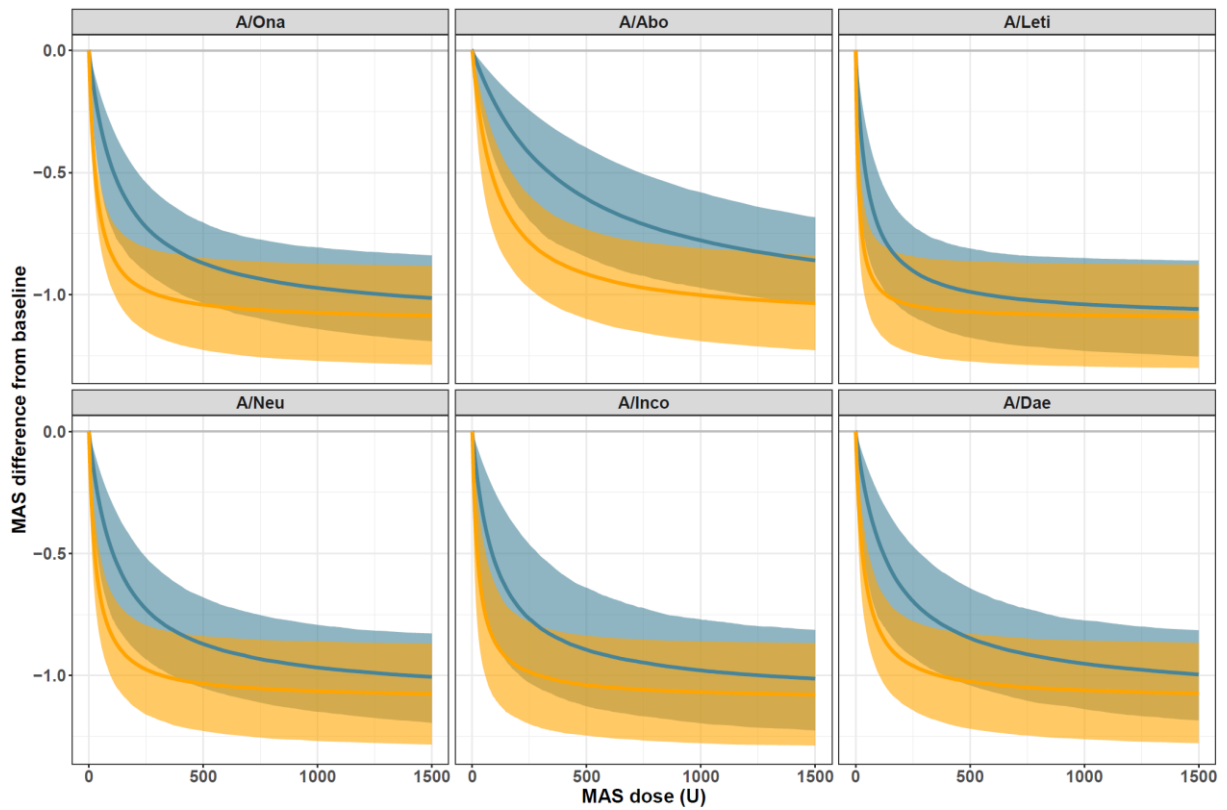 A/Ona A/Abo A/Leti
0.0
−0.5
−1.0
A/Neu A/Inco A/Dae
0.0
−0.5
−1.0
0 500 1000 1500 0 500 1000 1500 0 500 1000 1500
MAS difference from baseline
MAS dose (U)